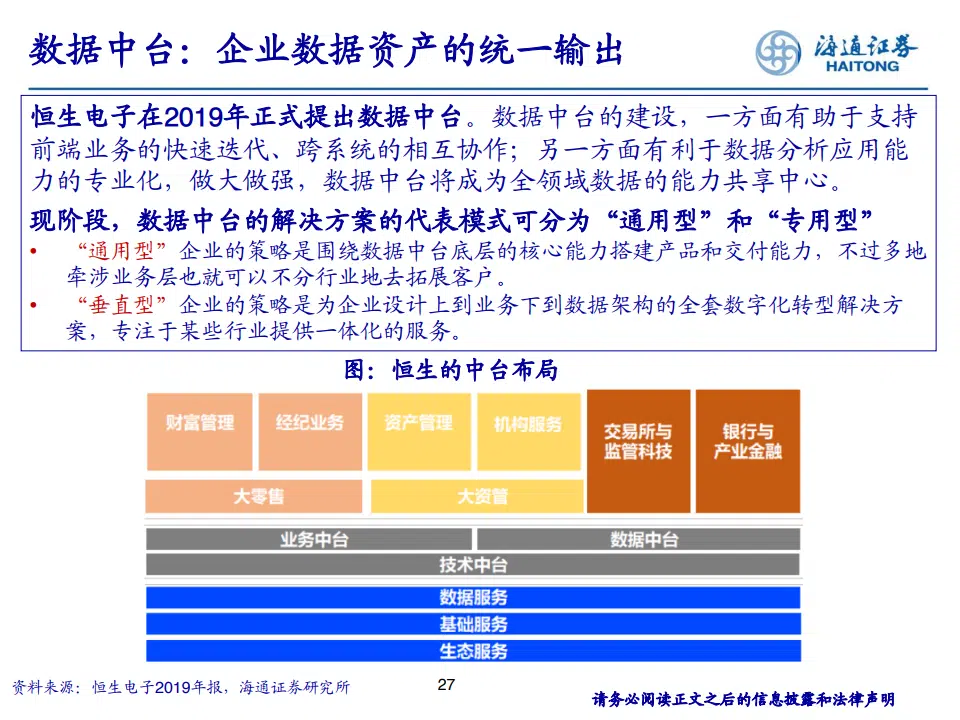 数据中台：企业数据资产的统一输出
海通证券
HAITONG
恒生电子在2019年正式提出数据中台。数据中台的建设，一方面有助于支持
前端业务的快速迭代、跨系统的相互协作；另一方面有利于数据分析应用能
力的专业化，做大做强，数据中台将成为全领域数据的能力共享中心。
现阶段，数据中台的解决方案的代表模式可分为“通用型”和“专用型”
• “通用型”企业的策略是围绕数据中台底层的核心能力搭建产品和交付能力，不过多地
牵涉业务层也就可以不分行业地去拓展客户。
• “垂直型”企业的策略是为企业设计上到业务下到数据架构的全套数字化转型解决方
案，专注于某些行业提供一体化的服务。
图：恒生的中台布局
财富管理 经纪业务 资产管理 机构服务
交易所与
监管科技
银行与
产业金融
大零售 大资管
业务中台 数据中台
技术中台
数据服务
基础服务
生态服务
资料来源：恒生电子2019年报，海通证券研究所
27
请务必阅读正文之后的信息披露和法律声明